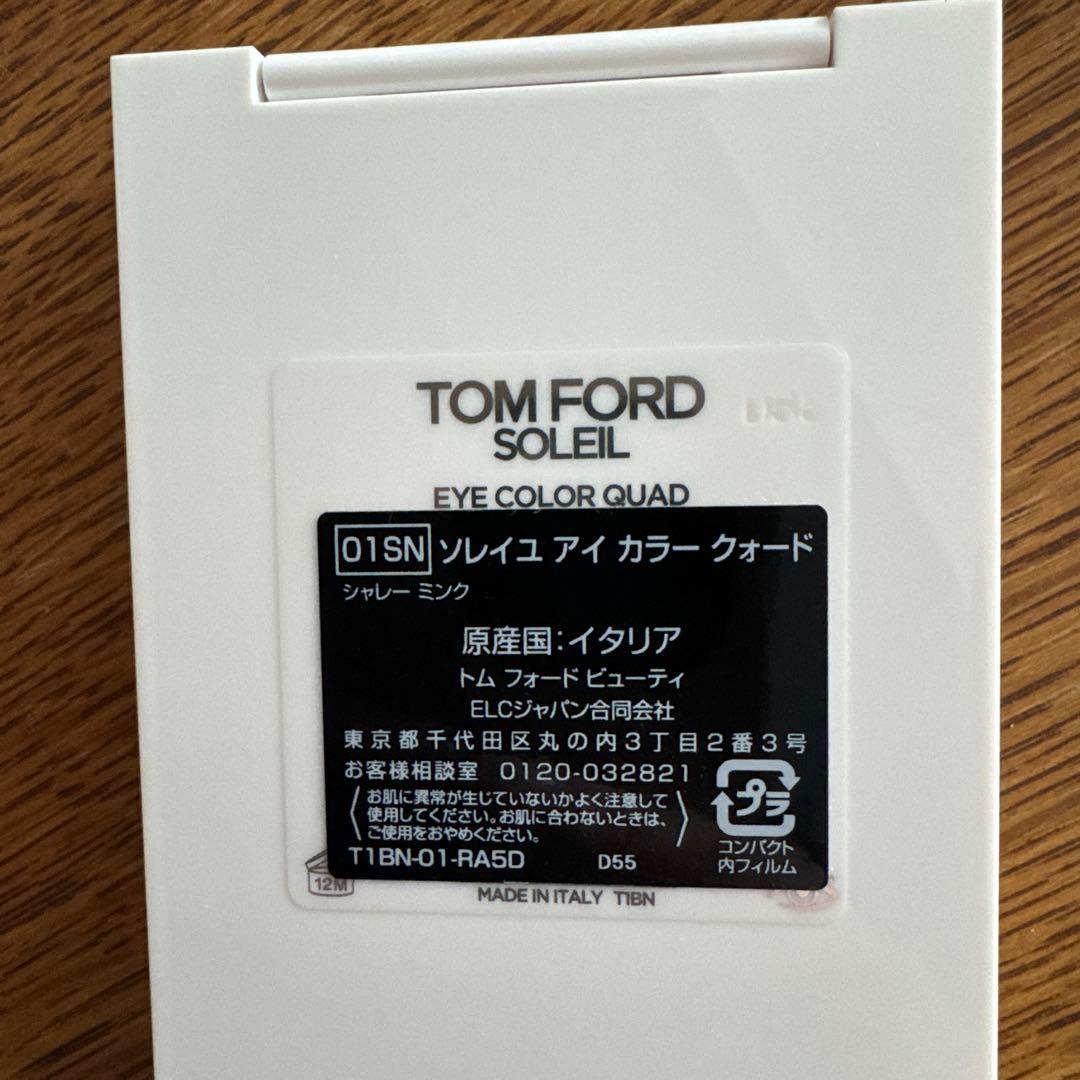 TOM FORD
SOLEIL
EYE COLOR QUAD
01SN ソレイユ アイ カラー クォード
シャレー ミンク
原産国:イタリア
トム フォード ビューティ
ELCジャパン合同会社
東京都千代田区丸の内3丁目2番3号
お客様相談室 0120-032821
お肌に異常が生じていないかよく注意して
使用してください。お肌に合わないときは、
ご使用をおやめください。
プラ
コンパクト
内フィルム
T1BN-01-RA5D D55
12M
MADE IN ITALY T1BN